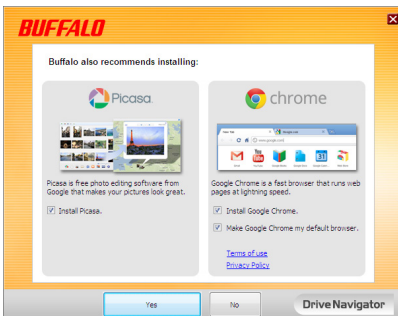 BUFFALO
Buffalo also recommends installing:
Picasa
Picasa is free photo editing software from
Google that makes your pictures look great.
Install Picasa.
chrome
Google Chrome is a fast browser that runs web
pages at lightning speed.
Install Google Chrome.
Make Google Chrome my default browser.
Terms of use
Privacy Policy
Yes
No
DriveNavigator